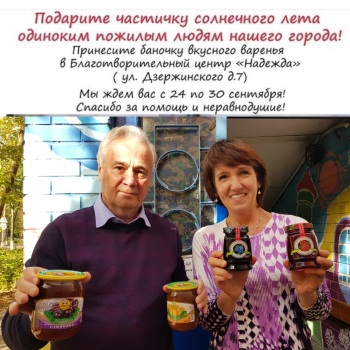 Подарите частичку солнечного лета
одиноким пожилым людям нашего города!
Принесите баночку вкусного варенья
в Благотворительный центр «Надежда»
( ул. Дзержинского д.7)
Мы ждем вас с 24 по 30 сентября!
Спасибо за помощь и неравнодушие!